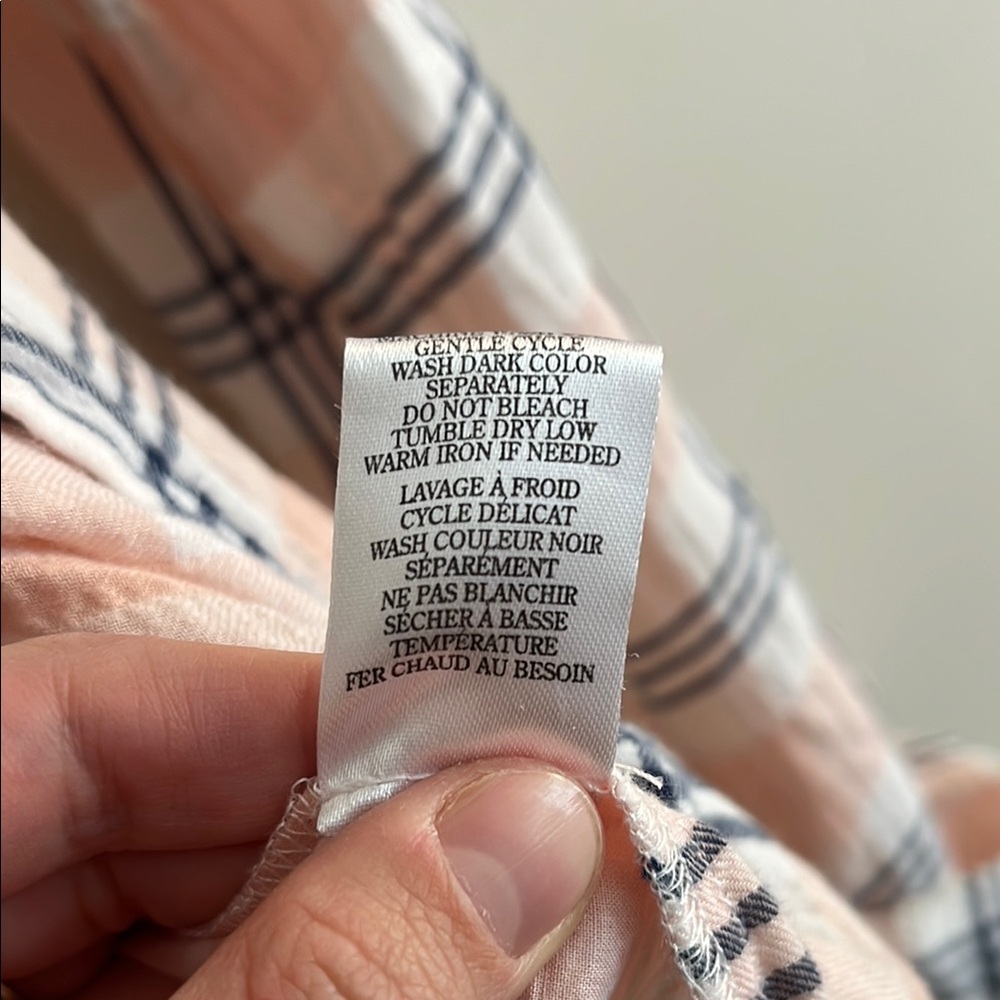 GENTLE CYCLE
WASH DARK COLOR
SEPARATELY
DO NOT BLEACH
TUMBLE DRY LOW
WARM IRON IF NEEDED
LAVAGE À FROID
CYCLE DÉLICAT
WASH COULEUR NOIR
SÉPARÉMENT
NE PAS BLANCHIR
SÉCHER À BASSE
TEMPÉRATURE
FER CHAUD AU BESOIN